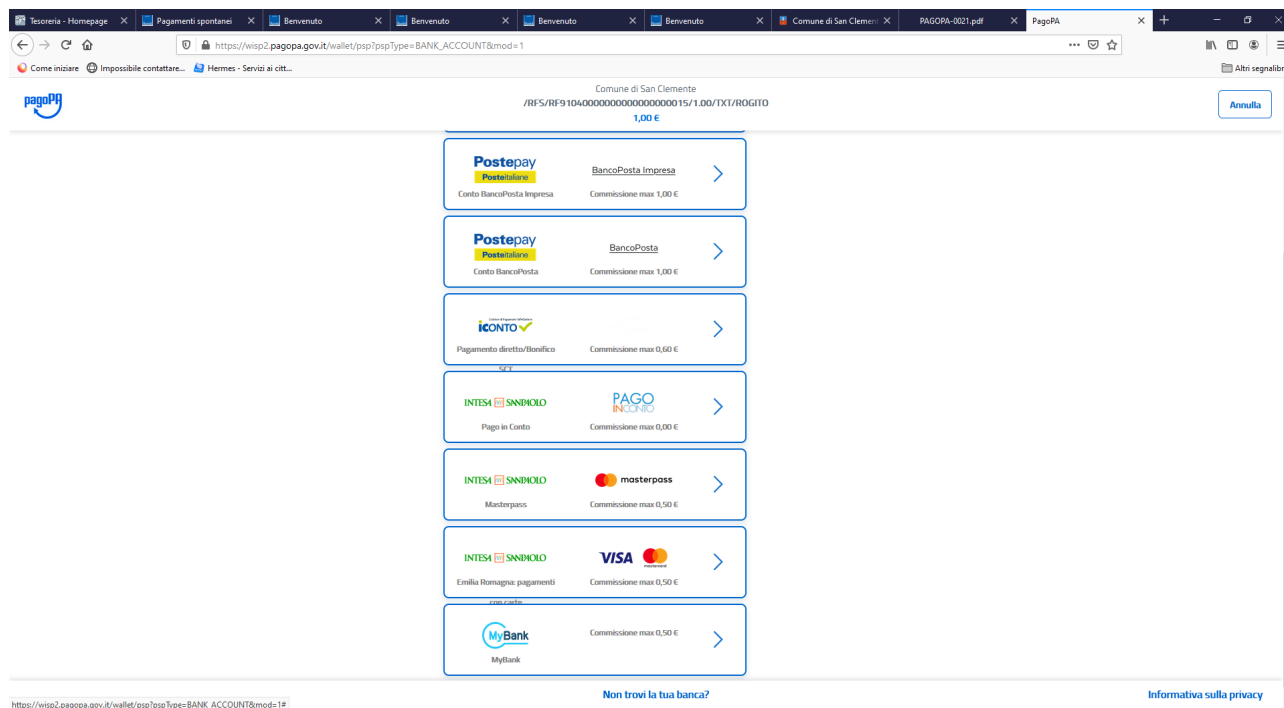 Tesoreria - Homepage
Pagamenti spontanei
Benvenuto
Benvenuto
Benvenuto
Benvenuto
Comune di San Clement
PAGOPA-0021.pdf
PagoPA
https://wisp2.pagopa.gov.it/wallet/psp?pspType=BANK_ACCOUNT&mod=1
Come iniziare
Impossibile contattare...
Hermes - Servizi ai citt...
Altri segnalibr
pagoPA
Comune di San Clemente
/RFS/RF91040000000000000000015/1.00/TXT/ROGITO
1,00 €
Annulla
Postepay
Posteitaliane
BancoPosta Impresa
Conto BancoPosta Impresa
Commissione max 1,00 €
Postepay
Posteitaliane
BancoPosta
Conto BancoPosta
Commissione max 1,00 €
iCONTO
Pagamento diretto/Bonifico
Commissione max 0,60 €
SCT
INTESA SANPAOLO
PAGO
INCONTO
Pago in Conto
Commissione max 0,00 €
INTESA SANPAOLO
masterpass
Masterpass
Commissione max 0,50 €
INTESA SANPAOLO
VISA
mastercard
Emilia Romagna: pagamenti
Commissione max 0,50 €
con carte
MyBank
Commissione max 0,50 €
MyBank
Non trovi la tua banca?
Informativa sulla privacy
https://wisp2.pagopa.gov.it/wallet/psp?pspType=BANK_ACCOUNT&mod=1#